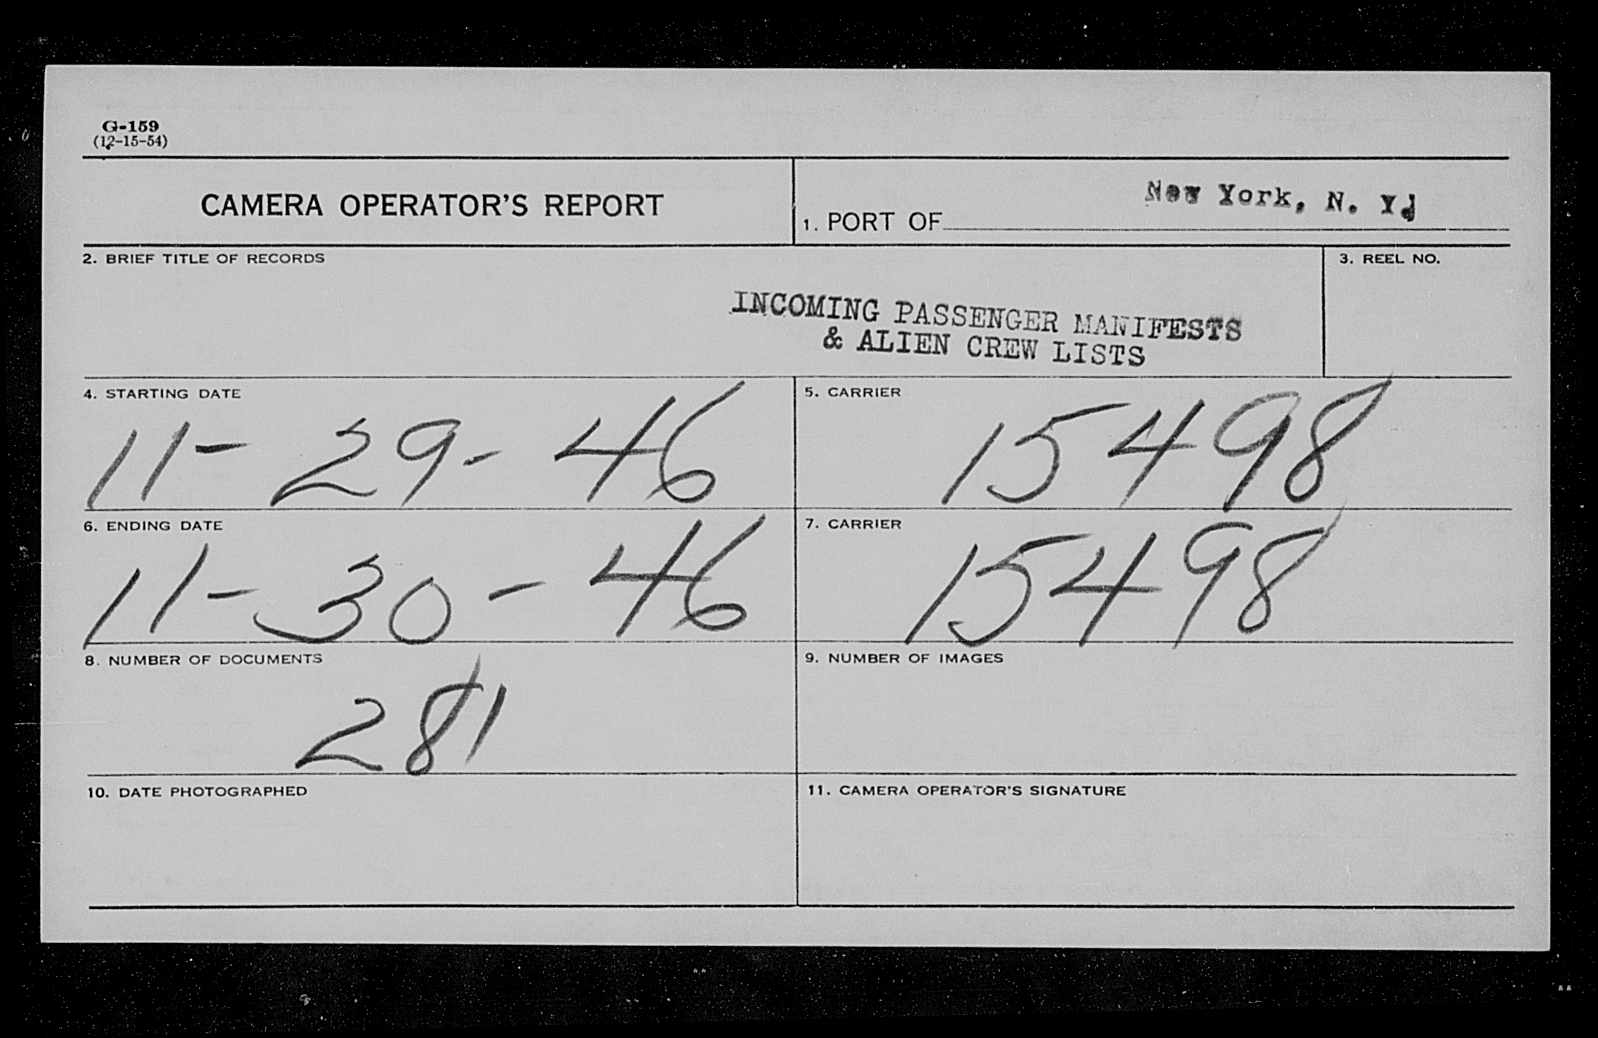 G-159
(12-15-54)
CAMERA OPERATOR'S REPORT
1. PORT OF New York, N. Y.
2. BRIEF TITLE OF RECORDS
3. REEL NO.
INCOMING PASSENGER MANIFESTS
& ALIEN CREW LISTS
4. STARTING DATE
11-29-46
5. CARRIER
15498
6. ENDING DATE
11-30-46
7. CARRIER
15498
8. NUMBER OF DOCUMENTS
281
9. NUMBER OF IMAGES
10. DATE PHOTOGRAPHED
11. CAMERA OPERATOR'S SIGNATURE